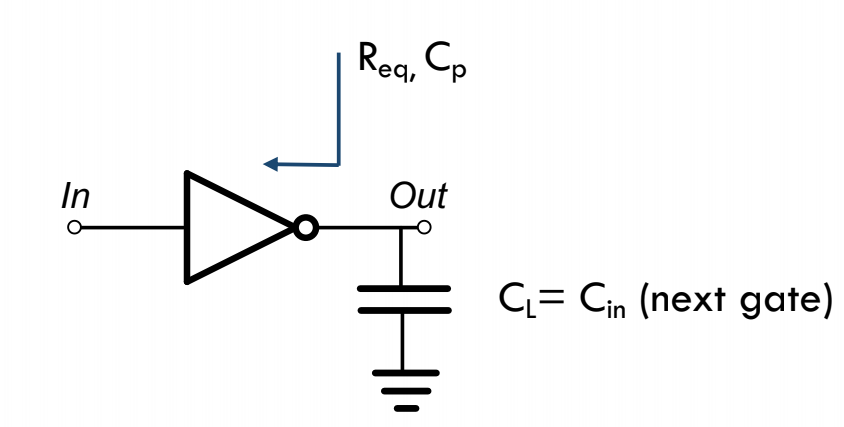 Req, Cp
In
Out
CL= Cin (next gate)